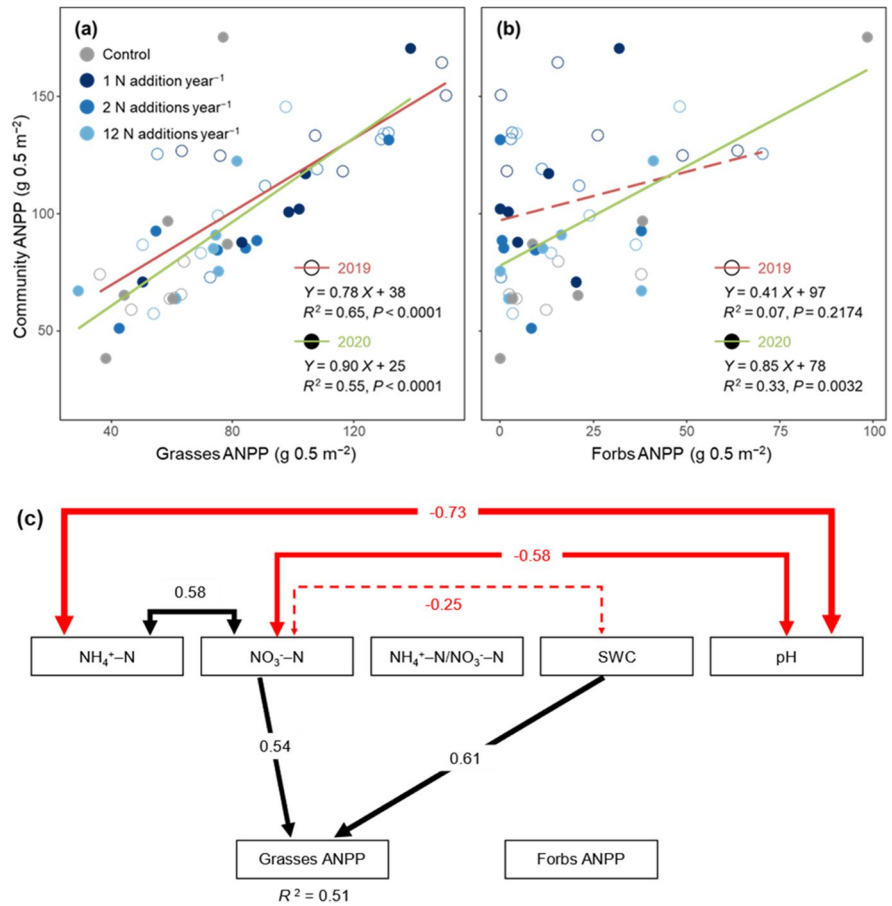 (a)
Control
1 N addition year⁻¹
2 N additions year⁻¹
12 N additions year⁻¹
Community ANPP (g 0.5 m⁻²)
150
100
50
2019
Y = 0.78 X + 38
R² = 0.65, P < 0.0001
2020
Y = 0.90 X + 25
R² = 0.55, P < 0.0001
40
80
120
Grasses ANPP (g 0.5 m⁻²)
(b)
2019
Y = 0.41 X + 97
R² = 0.07, P = 0.2174
2020
Y = 0.85 X + 78
R² = 0.33, P = 0.0032
0
25
50
75
100
Forbs ANPP (g 0.5 m⁻²)
(c)
-0.73
-0.58
0.58
-0.25
NH₄⁺–N
NO₃⁻–N
NH₄⁺–N/NO₃⁻–N
SWC
pH
0.54
0.61
Grasses ANPP
Forbs ANPP
R² = 0.51